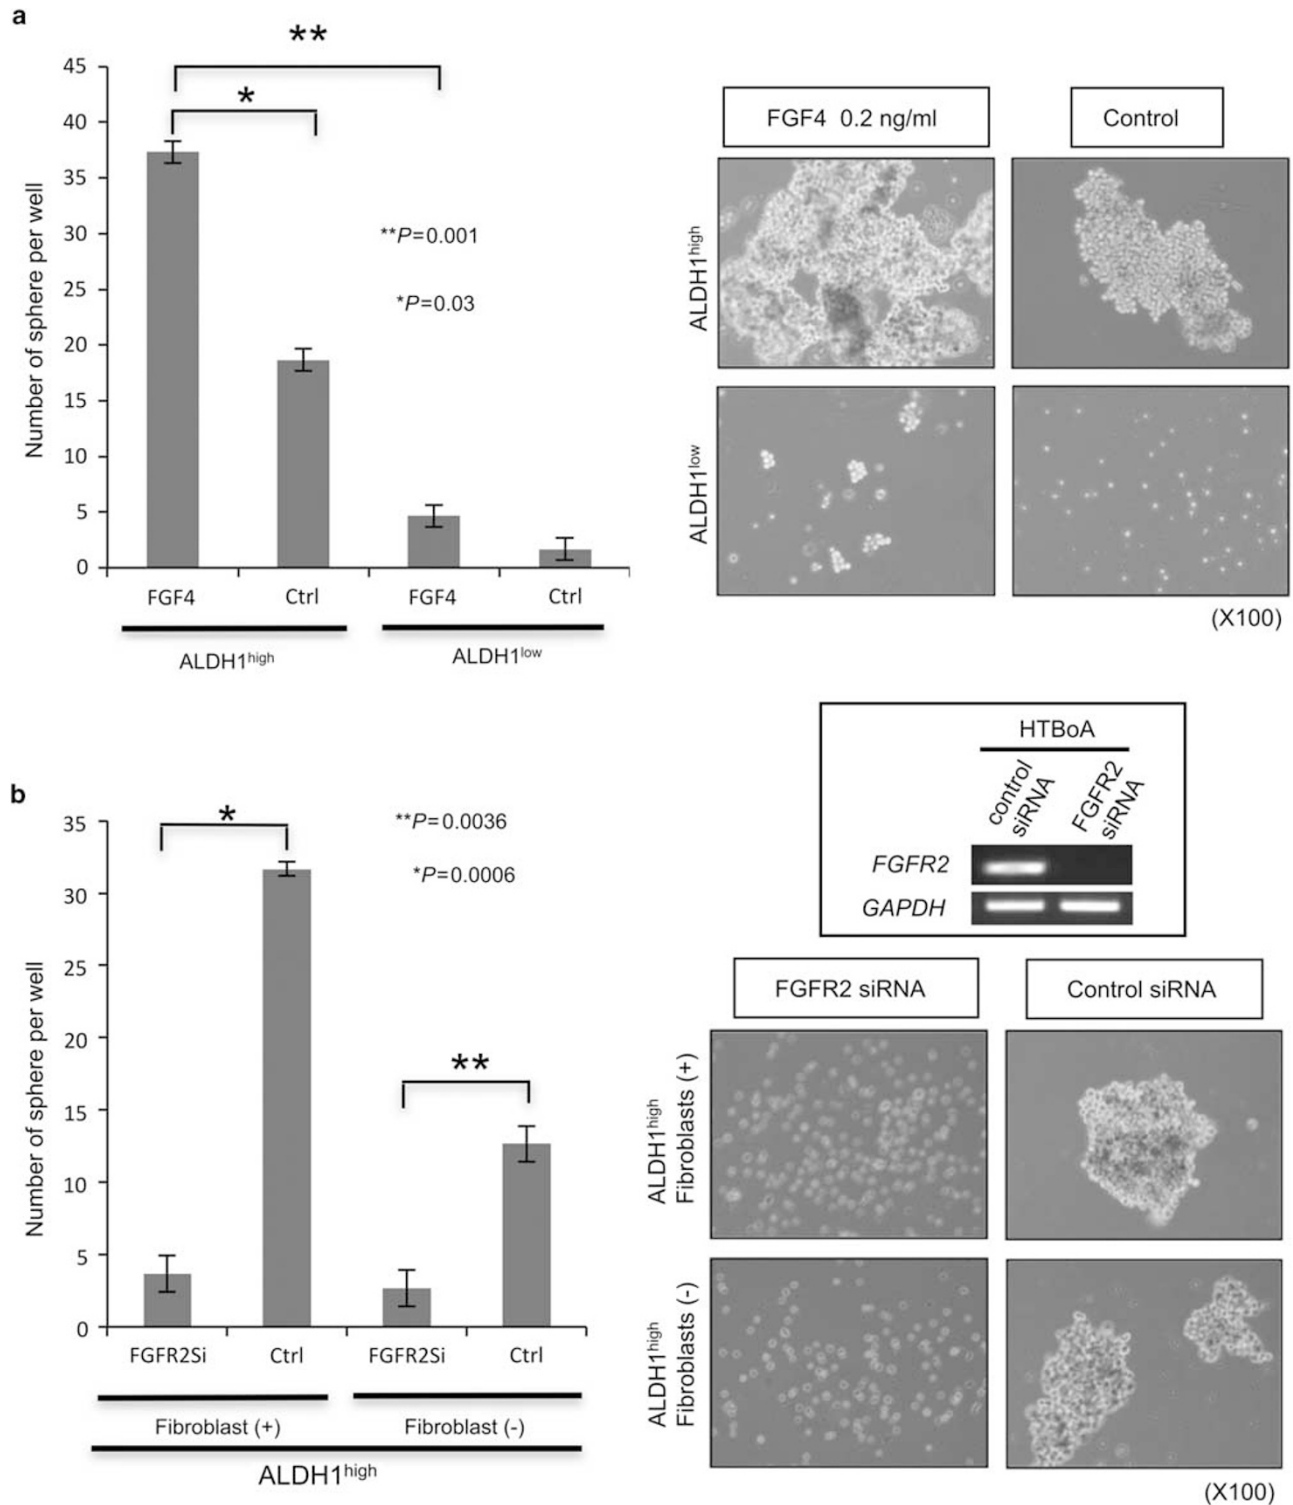 a
**
45
*
40
35
30
25
20
15
10
5
0
Number of sphere per well
**P=0.001
*P=0.03
FGF4 Ctrl FGF4 Ctrl
ALDH1high ALDH1low
FGF4 0.2 ng/ml Control
ALDH1high
ALDH1low
(X100)
b
35
30
25
20
15
10
5
0
Number of sphere per well
*
**
**P=0.0036
*P=0.0006
FGFR2Si Ctrl FGFR2Si Ctrl
Fibroblast (+) Fibroblast (-)
ALDH1high
HTBoA
control
siRNA
FGFR2
siRNA
FGFR2
GAPDH
FGFR2 siRNA Control siRNA
ALDH1high
Fibroblasts (+)
ALDH1high
Fibroblasts (-)
(X100)